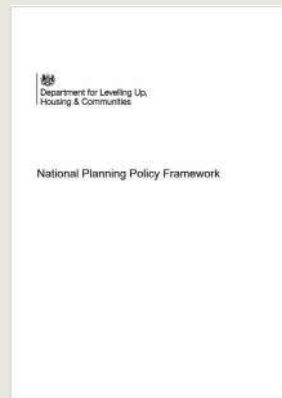 Department for Levelling Up,
Housing & Communities
National Planning Policy Framework